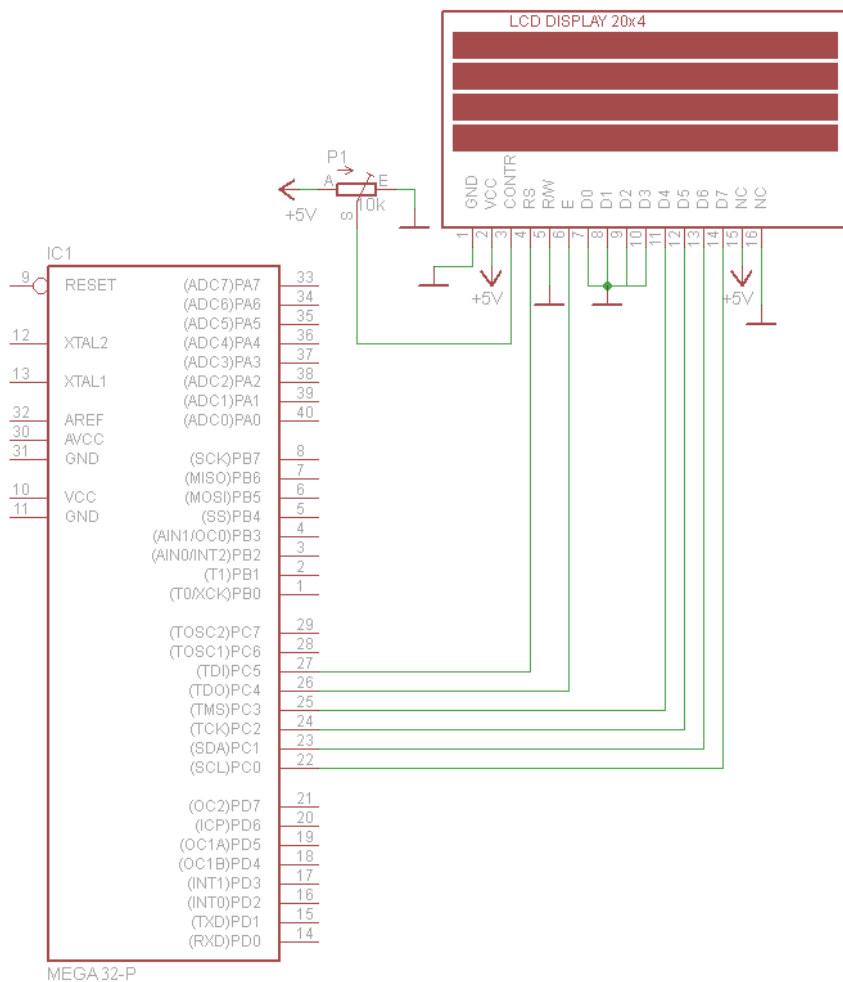 LCD DISPLAY 20x4
GND
VCC
CONTR
RS
R/W
E
D0
D1
D2
D3
D4
D5
D6
D7
NC
NC
1
2
3
4
5
6
7
8
9
10
11
12
13
14
15
16
+5V
+5V
P1
A
E
10k
S
+5V
IC1
9 RESET (ADC7)PA7 33
(ADC6)PA6 34
(ADC5)PA5 35
12 XTAL2 (ADC4)PA4 36
(ADC3)PA3 37
13 XTAL1 (ADC2)PA2 38
(ADC1)PA1 39
32 AREF (ADC0)PA0 40
30 AVCC
31 GND (SCK)PB7 8
(MISO)PB6 7
10 VCC (MOSI)PB5 6
11 GND (SS)PB4 5
(AIN1/OC0)PB3 4
(AIN0/INT2)PB2 3
(T1)PB1 2
(T0/XCK)PB0 1
(TOSC2)PC7 29
(TOSC1)PC6 28
(TDI)PC5 27
(TDO)PC4 26
(TMS)PC3 25
(TCK)PC2 24
(SDA)PC1 23
(SCL)PC0 22
(OC2)PD7 21
(ICP)PD6 20
(OC1A)PD5 19
(OC1B)PD4 18
(INT1)PD3 17
(INT0)PD2 16
(TXD)PD1 15
(RXD)PD0 14
MEGA32-P